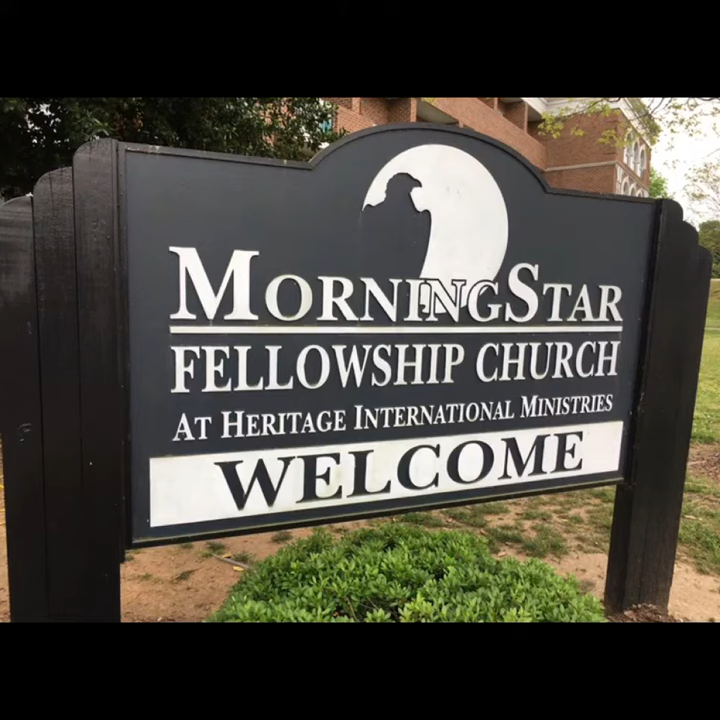 MORNINGSTAR
FELLOWSHIP CHURCH
AT HERITAGE INTERNATIONAL MINISTRIES
WELCOME